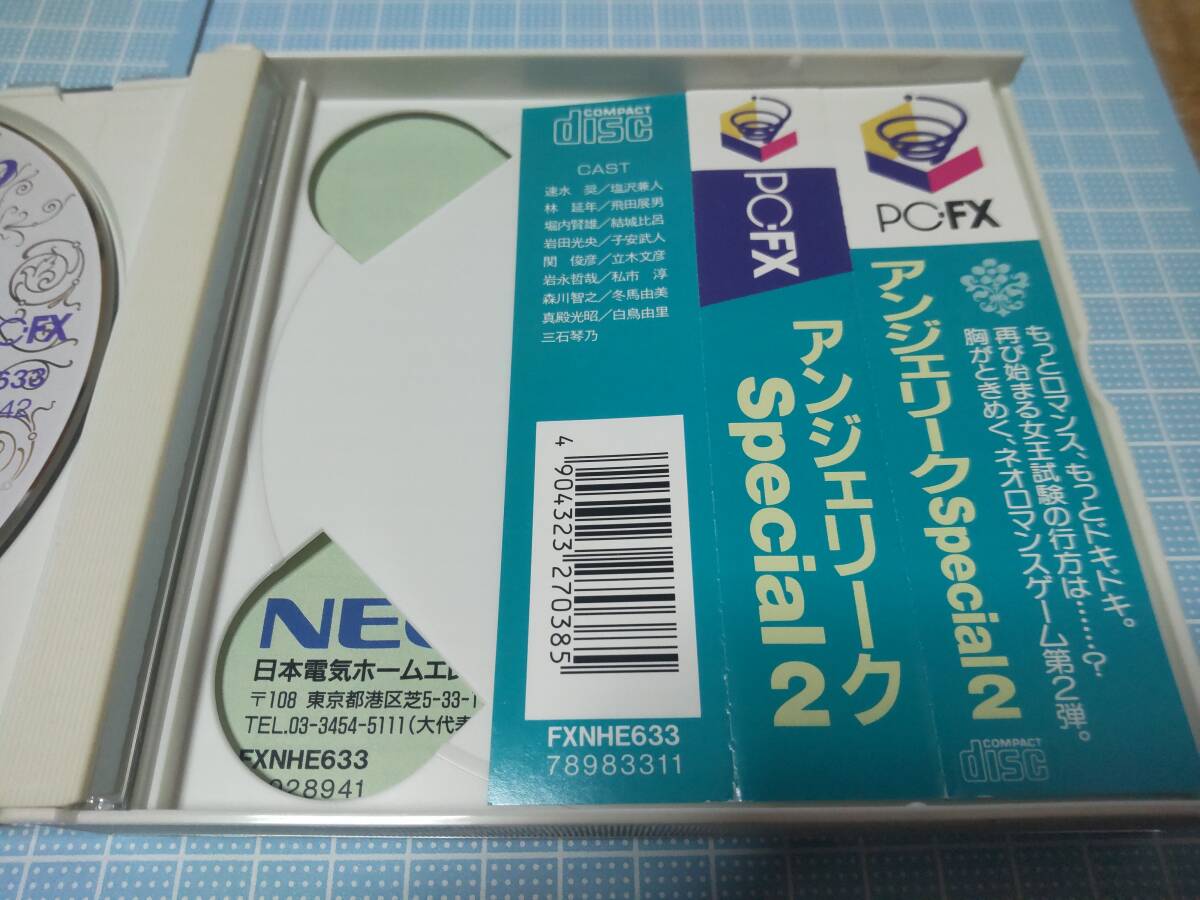 PC-FX
633
42
NEC
日本電気ホームエレ
〒108 東京都港区芝5-33-1
TEL.03-3454-5111(大代表
FXNHE633
928941
COMPACT
disc
CAST
速水 奨/塩沢兼人
林 延年/飛田展男
堀内賢雄/結城比呂
岩田光央/子安武人
関 俊彦/立木文彦
岩永哲哉/私市 淳
森川智之/冬馬由美
真殿光昭/白鳥由里
三石琴乃
4 904323 270385
FXNHE633
78983311
PC-FX
アンジェリーク
Special 2
PC-FX
アンジェリークSpecial 2
COMPACT
disc
もっとロマンス、もっとドキドキ。
再び始まる女王試験の行方は……?
胸がときめく、ネオロマンスゲーム第2弾。